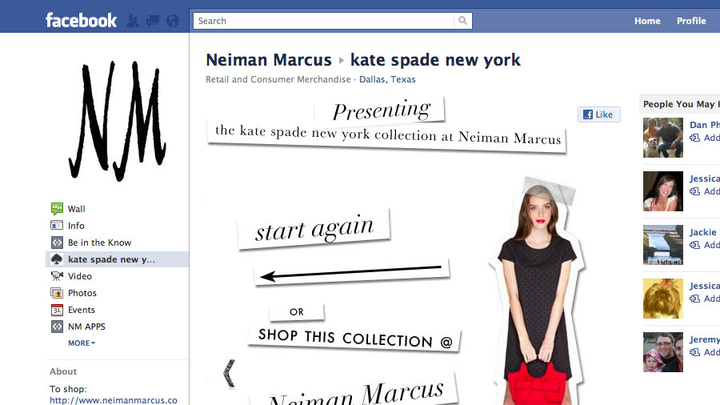 facebook
Search
Home Profile
NM
Neiman Marcus ▸ kate spade new york
Retail and Consumer Merchandise · Dallas, Texas
Like
Presenting
the kate spade new york collection at Neiman Marcus
start again
OR
SHOP THIS COLLECTION @
Neiman Marcus
Wall
Info
Be in the Know
kate spade new y...
Video
Photos
31
Events
NM APPS
MORE
About
To shop:
http://www.neimanmarcus.co
People You May
Dan Ph
Add
Jessica
Add
Jackie
Add
Jessica
Add
Jeremy
Add